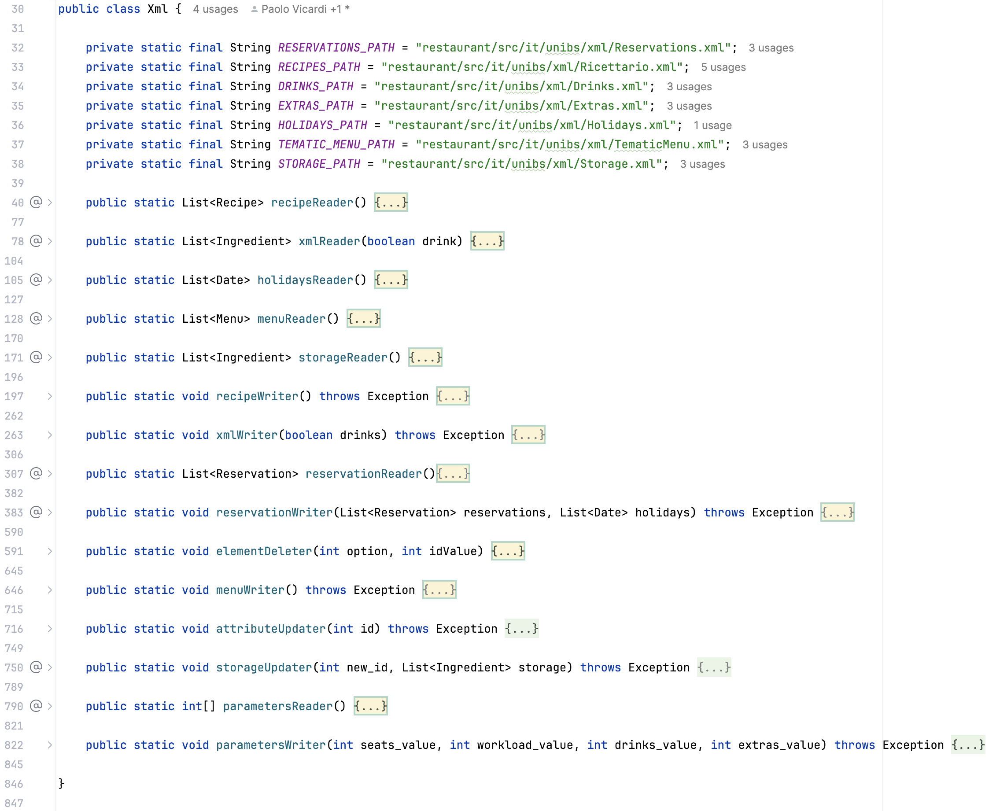 30 public class Xml { 4 usages Paolo Vicardi +1 *
31
32 private static final String RESERVATIONS_PATH = "restaurant/src/it/unibs/xml/Reservations.xml"; 3 usages
33 private static final String RECIPES_PATH = "restaurant/src/it/unibs/xml/Ricettario.xml"; 5 usages
34 private static final String DRINKS_PATH = "restaurant/src/it/unibs/xml/Drinks.xml"; 3 usages
35 private static final String EXTRAS_PATH = "restaurant/src/it/unibs/xml/Extras.xml"; 3 usages
36 private static final String HOLIDAYS_PATH = "restaurant/src/it/unibs/xml/Holidays.xml"; 1 usage
37 private static final String TEMATIC_MENU_PATH = "restaurant/src/it/unibs/xml/TematicMenu.xml"; 3 usages
38 private static final String STORAGE_PATH = "restaurant/src/it/unibs/xml/Storage.xml"; 3 usages
39
40 @ > public static List<Recipe> recipeReader() {...}
77
78 @ > public static List<Ingredient> xmlReader(boolean drink) {...}
104
105 @ > public static List<Date> holidaysReader() {...}
127
128 @ > public static List<Menu> menuReader() {...}
170
171 @ > public static List<Ingredient> storageReader() {...}
196
197 > public static void recipeWriter() throws Exception {...}
262
263 > public static void xmlWriter(boolean drinks) throws Exception {...}
306
307 @ > public static List<Reservation> reservationReader(){...}
382
383 @ > public static void reservationWriter(List<Reservation> reservations, List<Date> holidays) throws Exception {...}
590
591 > public static void elementDeleter(int option, int idValue) {...}
645
646 > public static void menuWriter() throws Exception {...}
715
716 > public static void attributeUpdater(int id) throws Exception {...}
749
750 @ > public static void storageUpdater(int new_id, List<Ingredient> storage) throws Exception {...}
789
790 @ > public static int[] parametersReader() {...}
821
822 > public static void parametersWriter(int seats_value, int workload_value, int drinks_value, int extras_value) throws Exception {...}
845
846 }
847